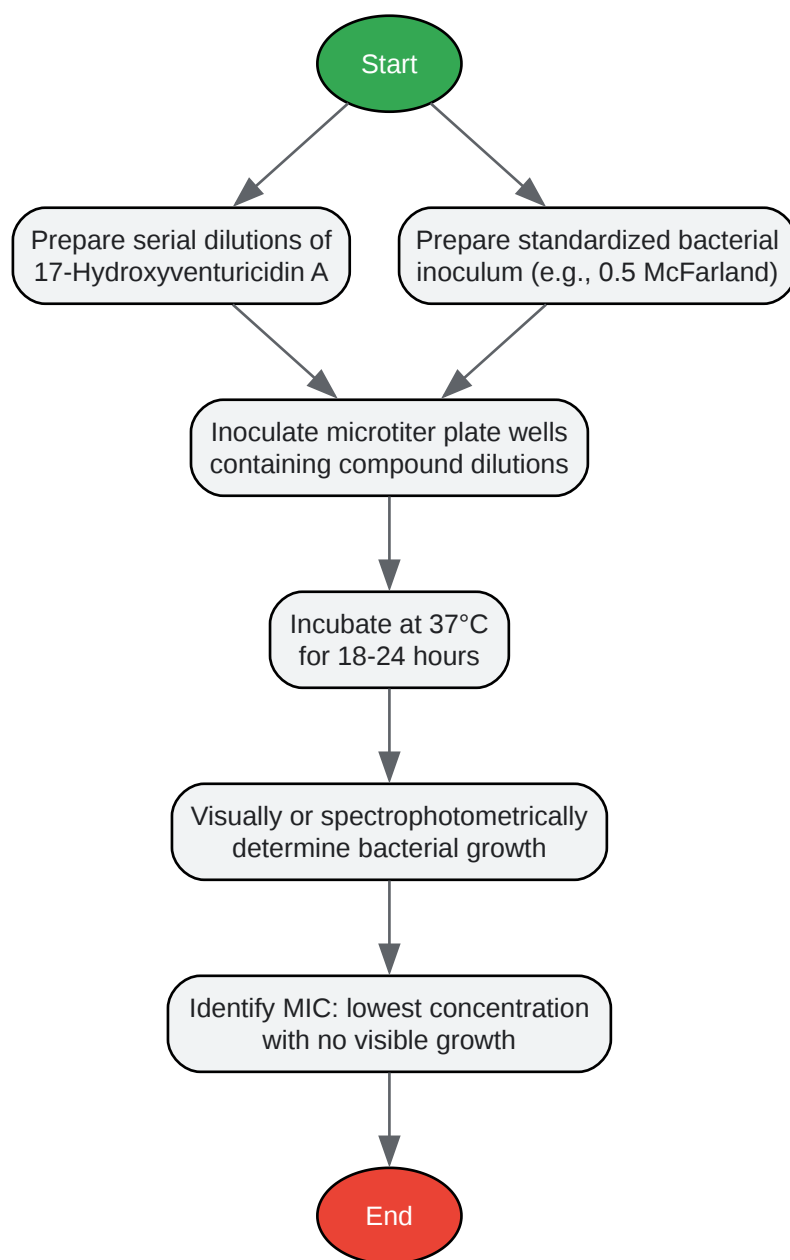 Start
Prepare serial dilutions of
17-Hydroxyventuricidin A
Prepare standardized bacterial
inoculum (e.g., 0.5 McFarland)
Inoculate microtiter plate wells
containing compound dilutions
Incubate at 37°C
for 18-24 hours
Visually or spectrophotometrically
determine bacterial growth
Identify MIC: lowest concentration
with no visible growth
End